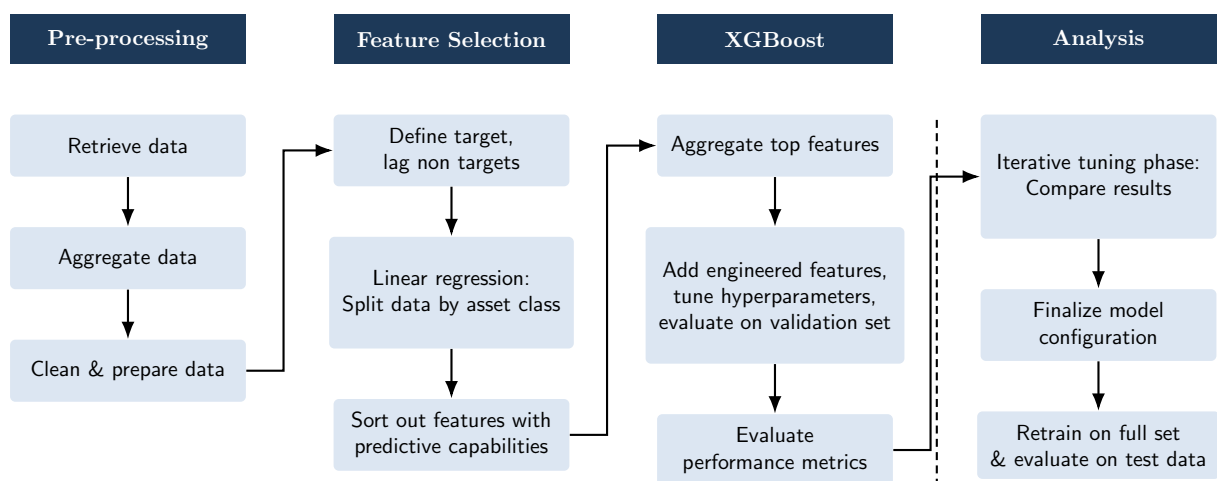 Pre-processing
Feature Selection
XGBoost
Analysis
Retrieve data
Aggregate data
Clean & prepare data
Define target,
lag non targets
Linear regression:
Split data by asset class
Sort out features with
predictive capabilities
Aggregate top features
Add engineered features,
tune hyperparameters,
evaluate on validation set
Evaluate
performance metrics
Iterative tuning phase:
Compare results
Finalize model
configuration
Retrain on full set
& evaluate on test data